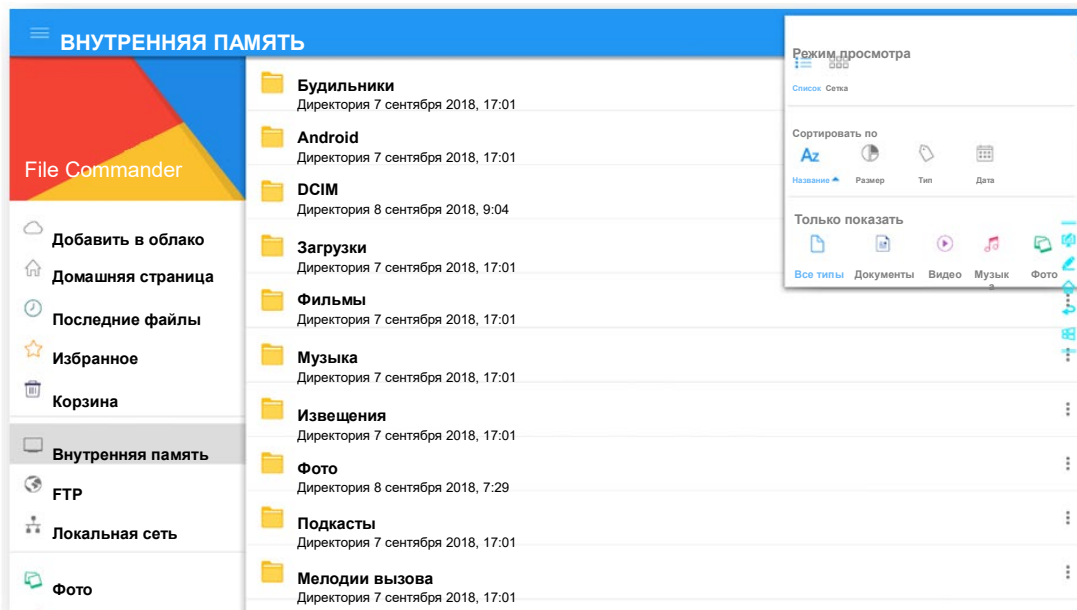 ВНУТРЕННЯЯ ПАМЯТЬ
File Commander
Добавить в облако
Домашняя страница
Последние файлы
Избранное
Корзина
Внутренняя память
FTP
Локальная сеть
Фото
Будильники
Директория 7 сентября 2018, 17:01
Android
Директория 7 сентября 2018, 17:01
DCIM
Директория 8 сентября 2018, 9:04
Загрузки
Директория 7 сентября 2018, 17:01
Фильмы
Директория 7 сентября 2018, 17:01
Музыка
Директория 7 сентября 2018, 17:01
Извещения
Директория 7 сентября 2018, 17:01
Фото
Директория 8 сентября 2018, 7:29
Подкасты
Директория 7 сентября 2018, 17:01
Мелодии вызова
Директория 7 сентября 2018, 17:01
Режим просмотра
Список Сетка
Сортировать по
Az
Название Размер Тип Дата
Только показать
Все типы Документы Видео Музык Фото
а